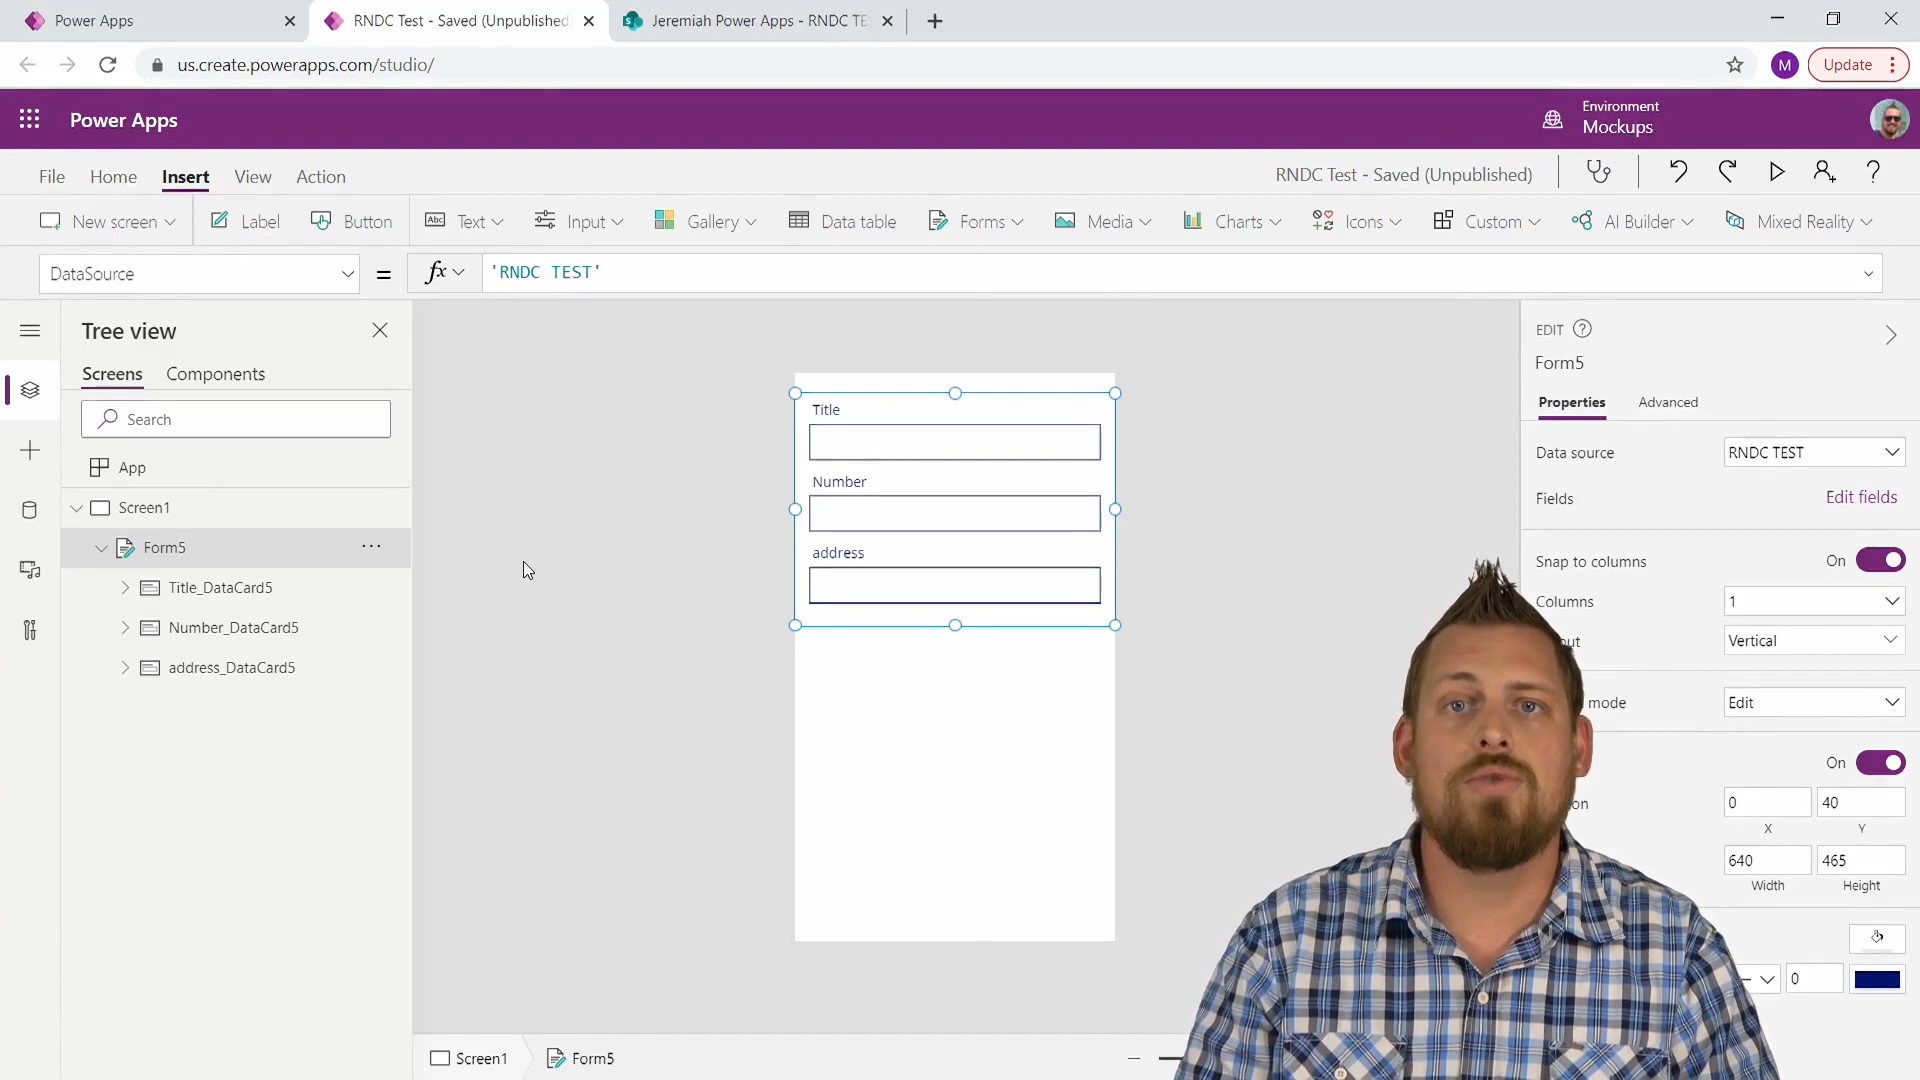 Power Apps
RNDC Test - Saved (Unpublished)
Jeremiah Power Apps - RNDC TE
us.create.powerapps.com/studio/
M
Update
Power Apps
Environment
Mockups
File
Home
Insert
View
Action
RNDC Test - Saved (Unpublished)
?
New screen
Label
Button
Abc
Text
Input
Gallery
Data table
Forms
Media
Charts
Icons
Custom
AI Builder
Mixed Reality
DataSource
=
fx
'RNDC TEST'
Tree view
Screens
Components
Search
App
Screen1
Form5
...
Title_DataCard5
Number_DataCard5
address_DataCard5
Title
Number
address
EDIT
?
Form5
Properties
Advanced
Data source
RNDC TEST
Fields
Edit fields
Snap to columns
On
Columns
1
out
Vertical
mode
Edit
On
on
0
40
X
Y
640
465
Width
Height
0
Screen1
Form5